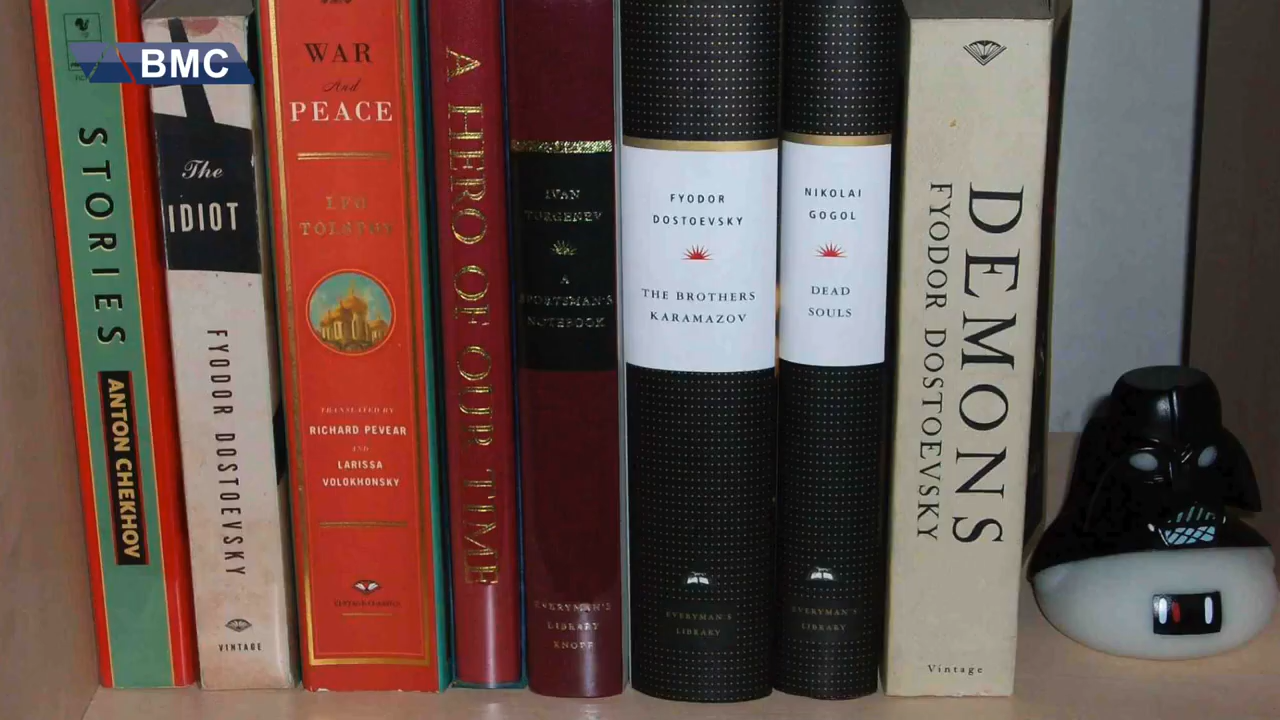 BMC
STORIES
ANTON CHEKHOV
The
IDIOT
FYODOR DOSTOEVSKY
VINTAGE
WAR
And
PEACE
LEO
TOLSTOY
TRANSLATED BY
RICHARD PEVEAR
AND
LARISSA
VOLOKHONSKY
VINTAGE CLASSICS
A HERO OF OUR TIME
IVAN
TURGENEV
A
SPORTSMAN'S
NOTEBOOK
EVERYMAN'S
LIBRARY
KNOPF
FYODOR
DOSTOEVSKY
THE BROTHERS
KARAMAZOV
EVERYMAN'S
LIBRARY
NIKOLAI
GOGOL
DEAD
SOULS
EVERYMAN'S
LIBRARY
DEMONS
FYODOR DOSTOEVSKY
Vintage